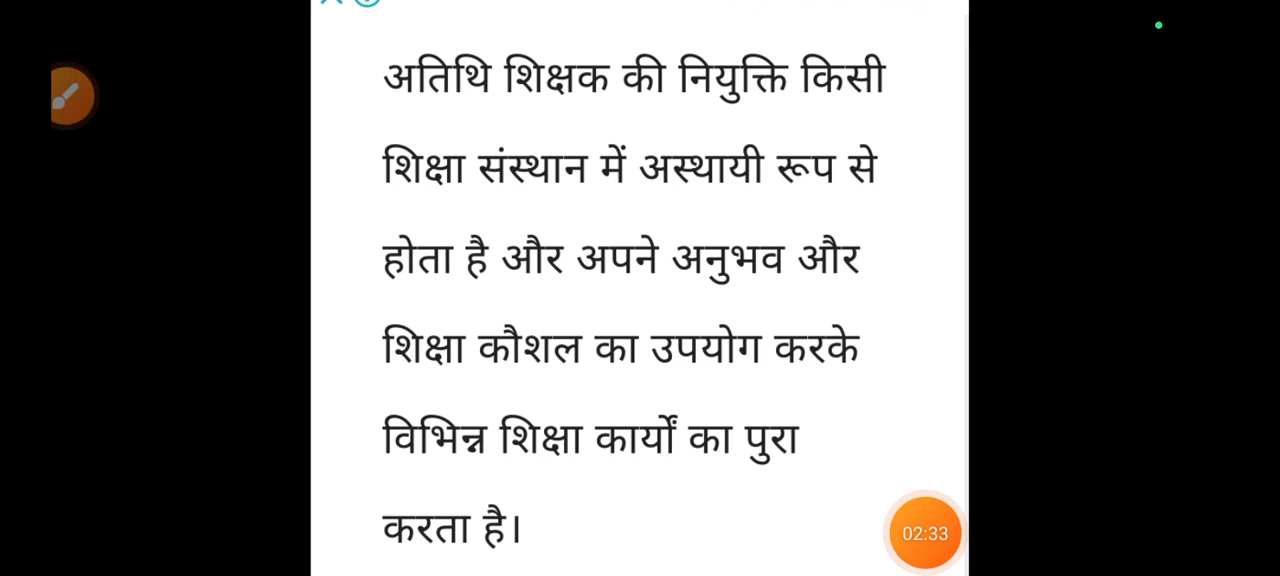 अतिथि शिक्षक की नियुक्ति किसी
शिक्षा संस्थान में अस्थायी रूप से
होता है और अपने अनुभव और
शिक्षा कौशल का उपयोग करके
विभिन्न शिक्षा कार्यों का पुरा
करता है।
02:33